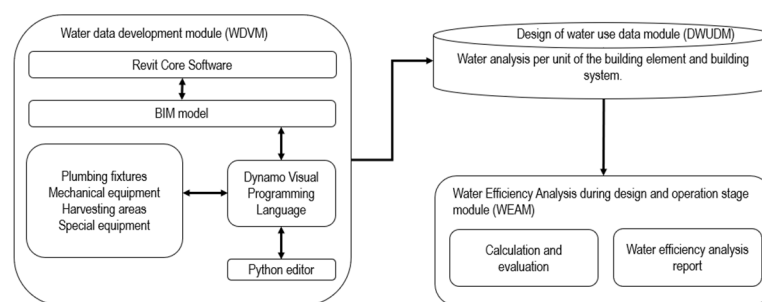 Water data development module (WDVM)
Revit Core Software
BIM model
Plumbing fixtures
Mechanical equipment
Harvesting areas
Special equipment
Dynamo Visual
Programming
Language
Python editor
Design of water use data module (DWUDM)
Water analysis per unit of the building element and building
system.
Water Efficiency Analysis during design and operation stage
module (WEAM)
Calculation and
evaluation
Water efficiency analysis
report